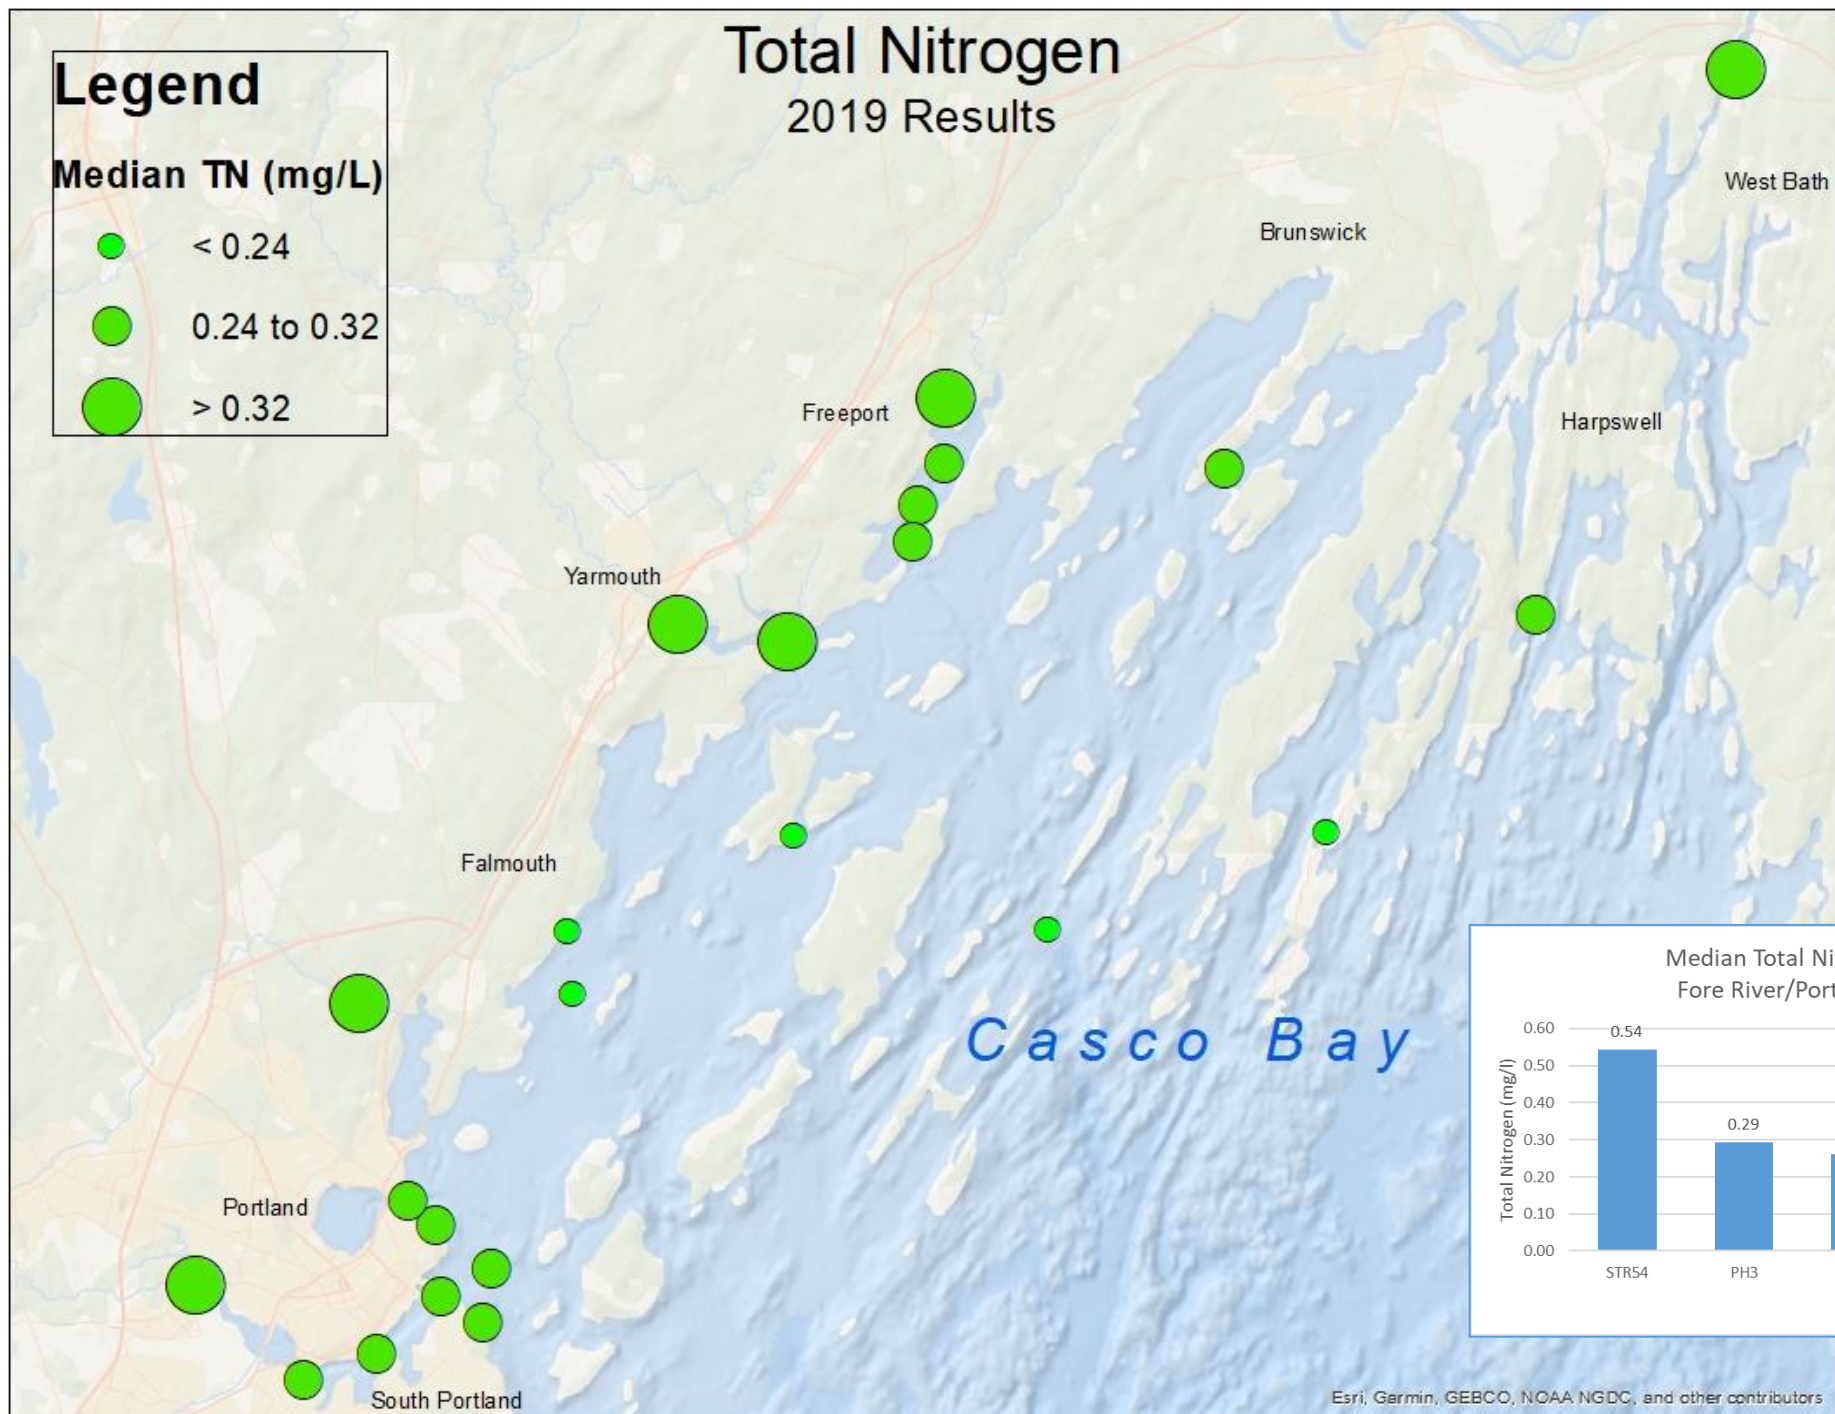 Total Nitrogen
2019 Results
Legend
Median TN (mg/L)
< 0.24
0.24 to 0.32
> 0.32
West Bath
Brunswick
Freeport
Harpswell
Yarmouth
Falmouth
Casco Bay
Portland
South Portland
Median Total Ni
Fore River/Port
Total Nitrogen (mg/l)
0.60
0.50
0.40
0.30
0.20
0.10
0.00
0.54
0.29
STR54
PH3
Esri, Garmin, GEBCO, NOAA NGDC, and other contributors